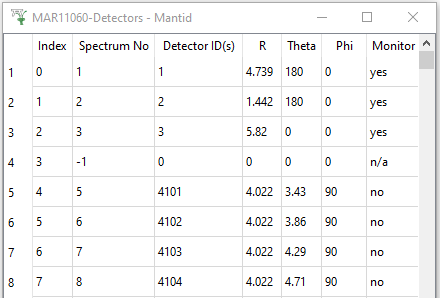 MAR11060-Detectors - Mantid
Index Spectrum No Detector ID(s) R Theta Phi Monitor
1 0 1 1 4.739 180 0 yes
2 1 2 2 1.442 180 0 yes
3 2 3 3 5.82 0 0 yes
4 3 -1 0 0 0 0 n/a
5 4 5 4101 4.022 3.43 90 no
6 5 6 4102 4.022 3.86 90 no
7 6 7 4103 4.022 4.29 90 no
8 7 8 4104 4.022 4.71 90 no